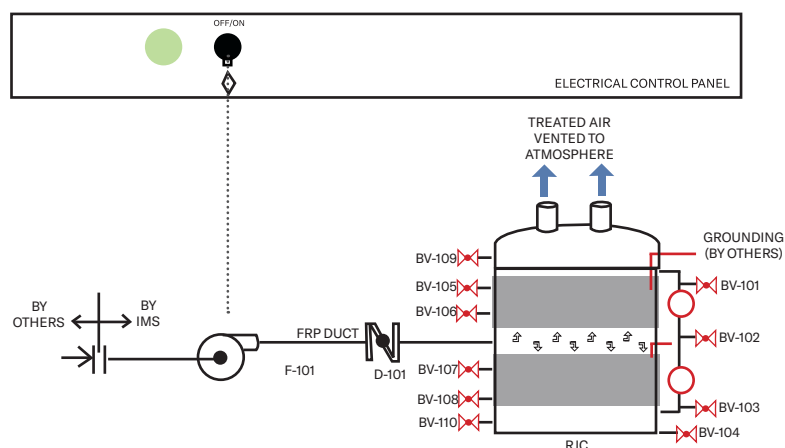 OFF/ON
ELECTRICAL CONTROL PANEL
TREATED AIR
VENTED TO
ATMOSPHERE
GROUNDING
(BY OTHERS)
BV-109
BV-105
BV-106
BV-101
BV-102
BY
OTHERS
BY
IMS
FRP DUCT
F-101
D-101
BV-107
BV-108
BV-110
BV-103
BV-104